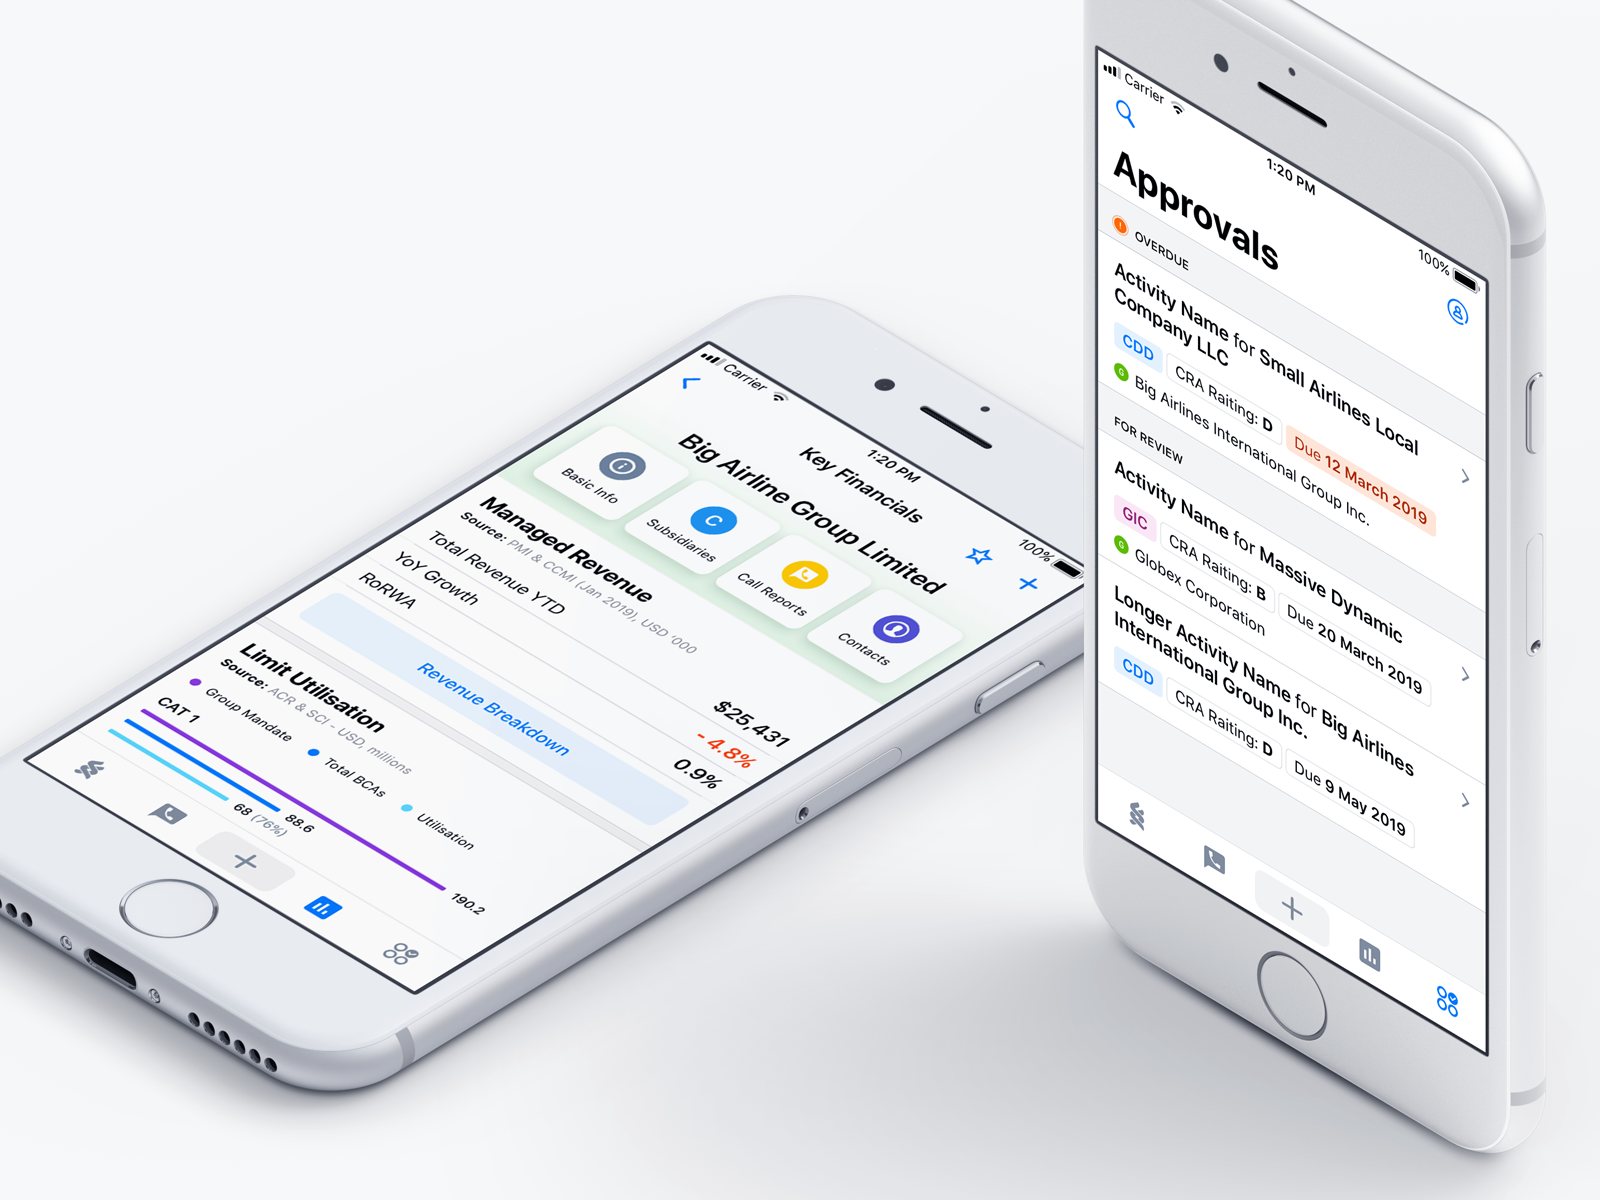 Carrier
1:20 PM
100%
Key Financials
Big Airline Group Limited
Basic Info
C
Subsidiaries
Call Reports
Contacts
Managed Revenue
Source: PMI & CCMI (Jan 2019), USD '000
Total Revenue YTD
$25,431
YoY Growth
- 4.8%
RoRWA
0.9%
Revenue Breakdown
Limit Utilisation
Source: ACR & SCI - USD, millions
Group Mandate
Total BCAs
Utilisation
CAT 1
190.2
88.6
68 (76%)
Carrier
1:20 PM
100%
Approvals
OVERDUE
Activity Name for Small Airlines Local
Company LLC
CDD
CRA Raiting: D
Due 12 March 2019
G
Big Airlines International Group Inc.
FOR REVIEW
Activity Name for Massive Dynamic
GIC
CRA Raiting: B
Due 20 March 2019
G
Globex Corporation
Longer Activity Name for Big Airlines
International Group Inc.
CDD
CRA Raiting: D
Due 9 May 2019